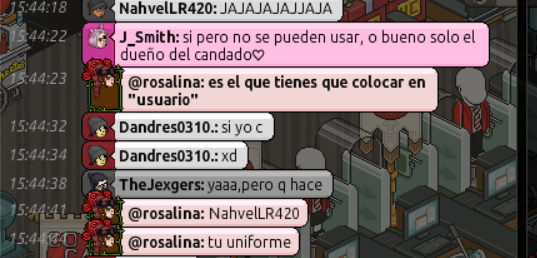 15:44:18 NahvelLR420: JAJAJAJAJJAJA
15:44:22 J_Smith: si pero no se pueden usar, o bueno solo el
dueño del candado♡
15:44:23 @rosalina: es el que tienes que colocar en
"usuario"
15:44:32 Dandres0310.: si yo c
15:44:34 Dandres0310.: xd
15:44:38 TheJexgers: yaaa,pero q hace
15:44:41 @rosalina: NahvelLR420
15:44:44 @rosalina: tu uniforme